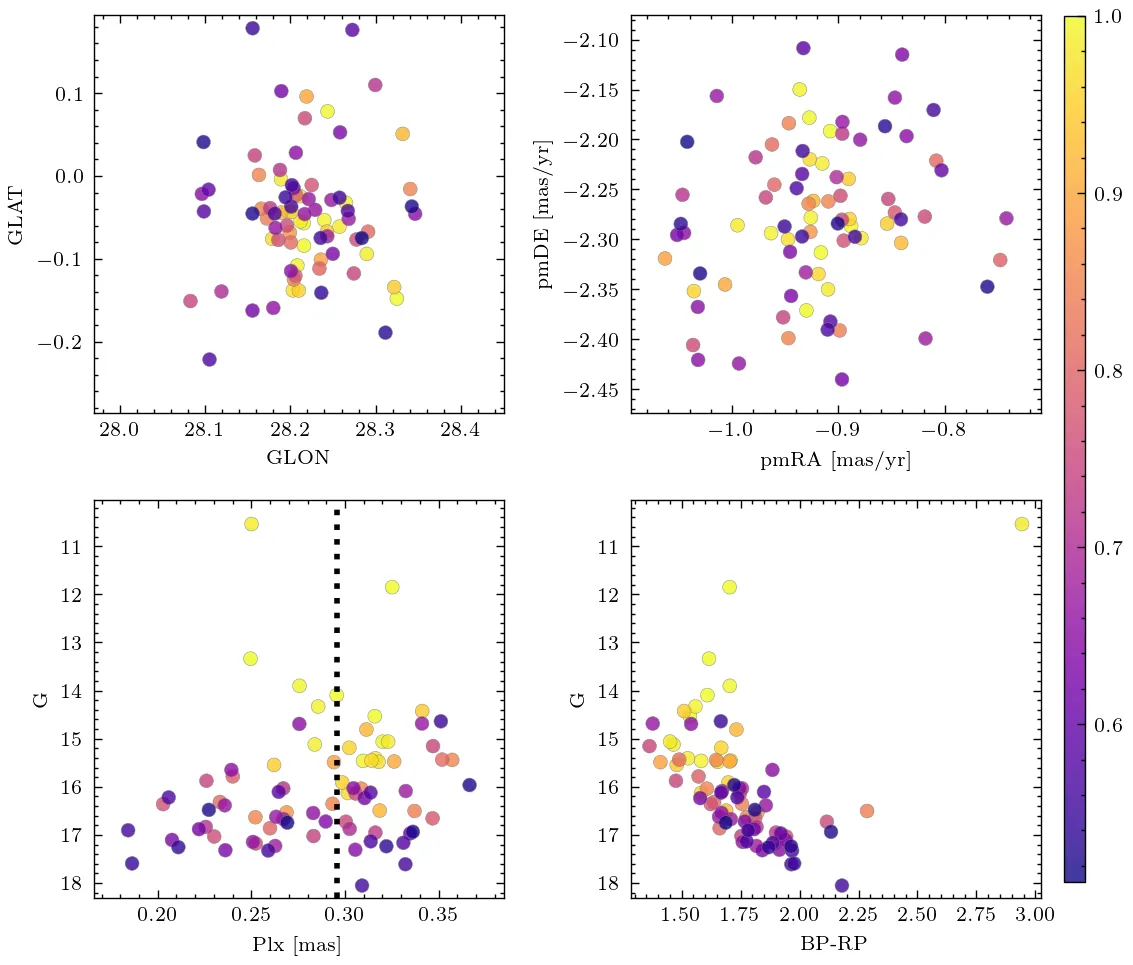 0.1
0.0
−0.1
−0.2
GLAT
28.0 28.1 28.2 28.3 28.4
GLON
−2.10
−2.15
−2.20
−2.25
−2.30
−2.35
−2.40
−2.45
pmDE [mas/yr]
−1.0 −0.9 −0.8
pmRA [mas/yr]
1.0
0.9
0.8
0.7
0.6
11
12
13
14
15
16
17
18
G
0.20 0.25 0.30 0.35
Plx [mas]
11
12
13
14
15
16
17
18
G
1.50 1.75 2.00 2.25 2.50 2.75 3.00
BP-RP